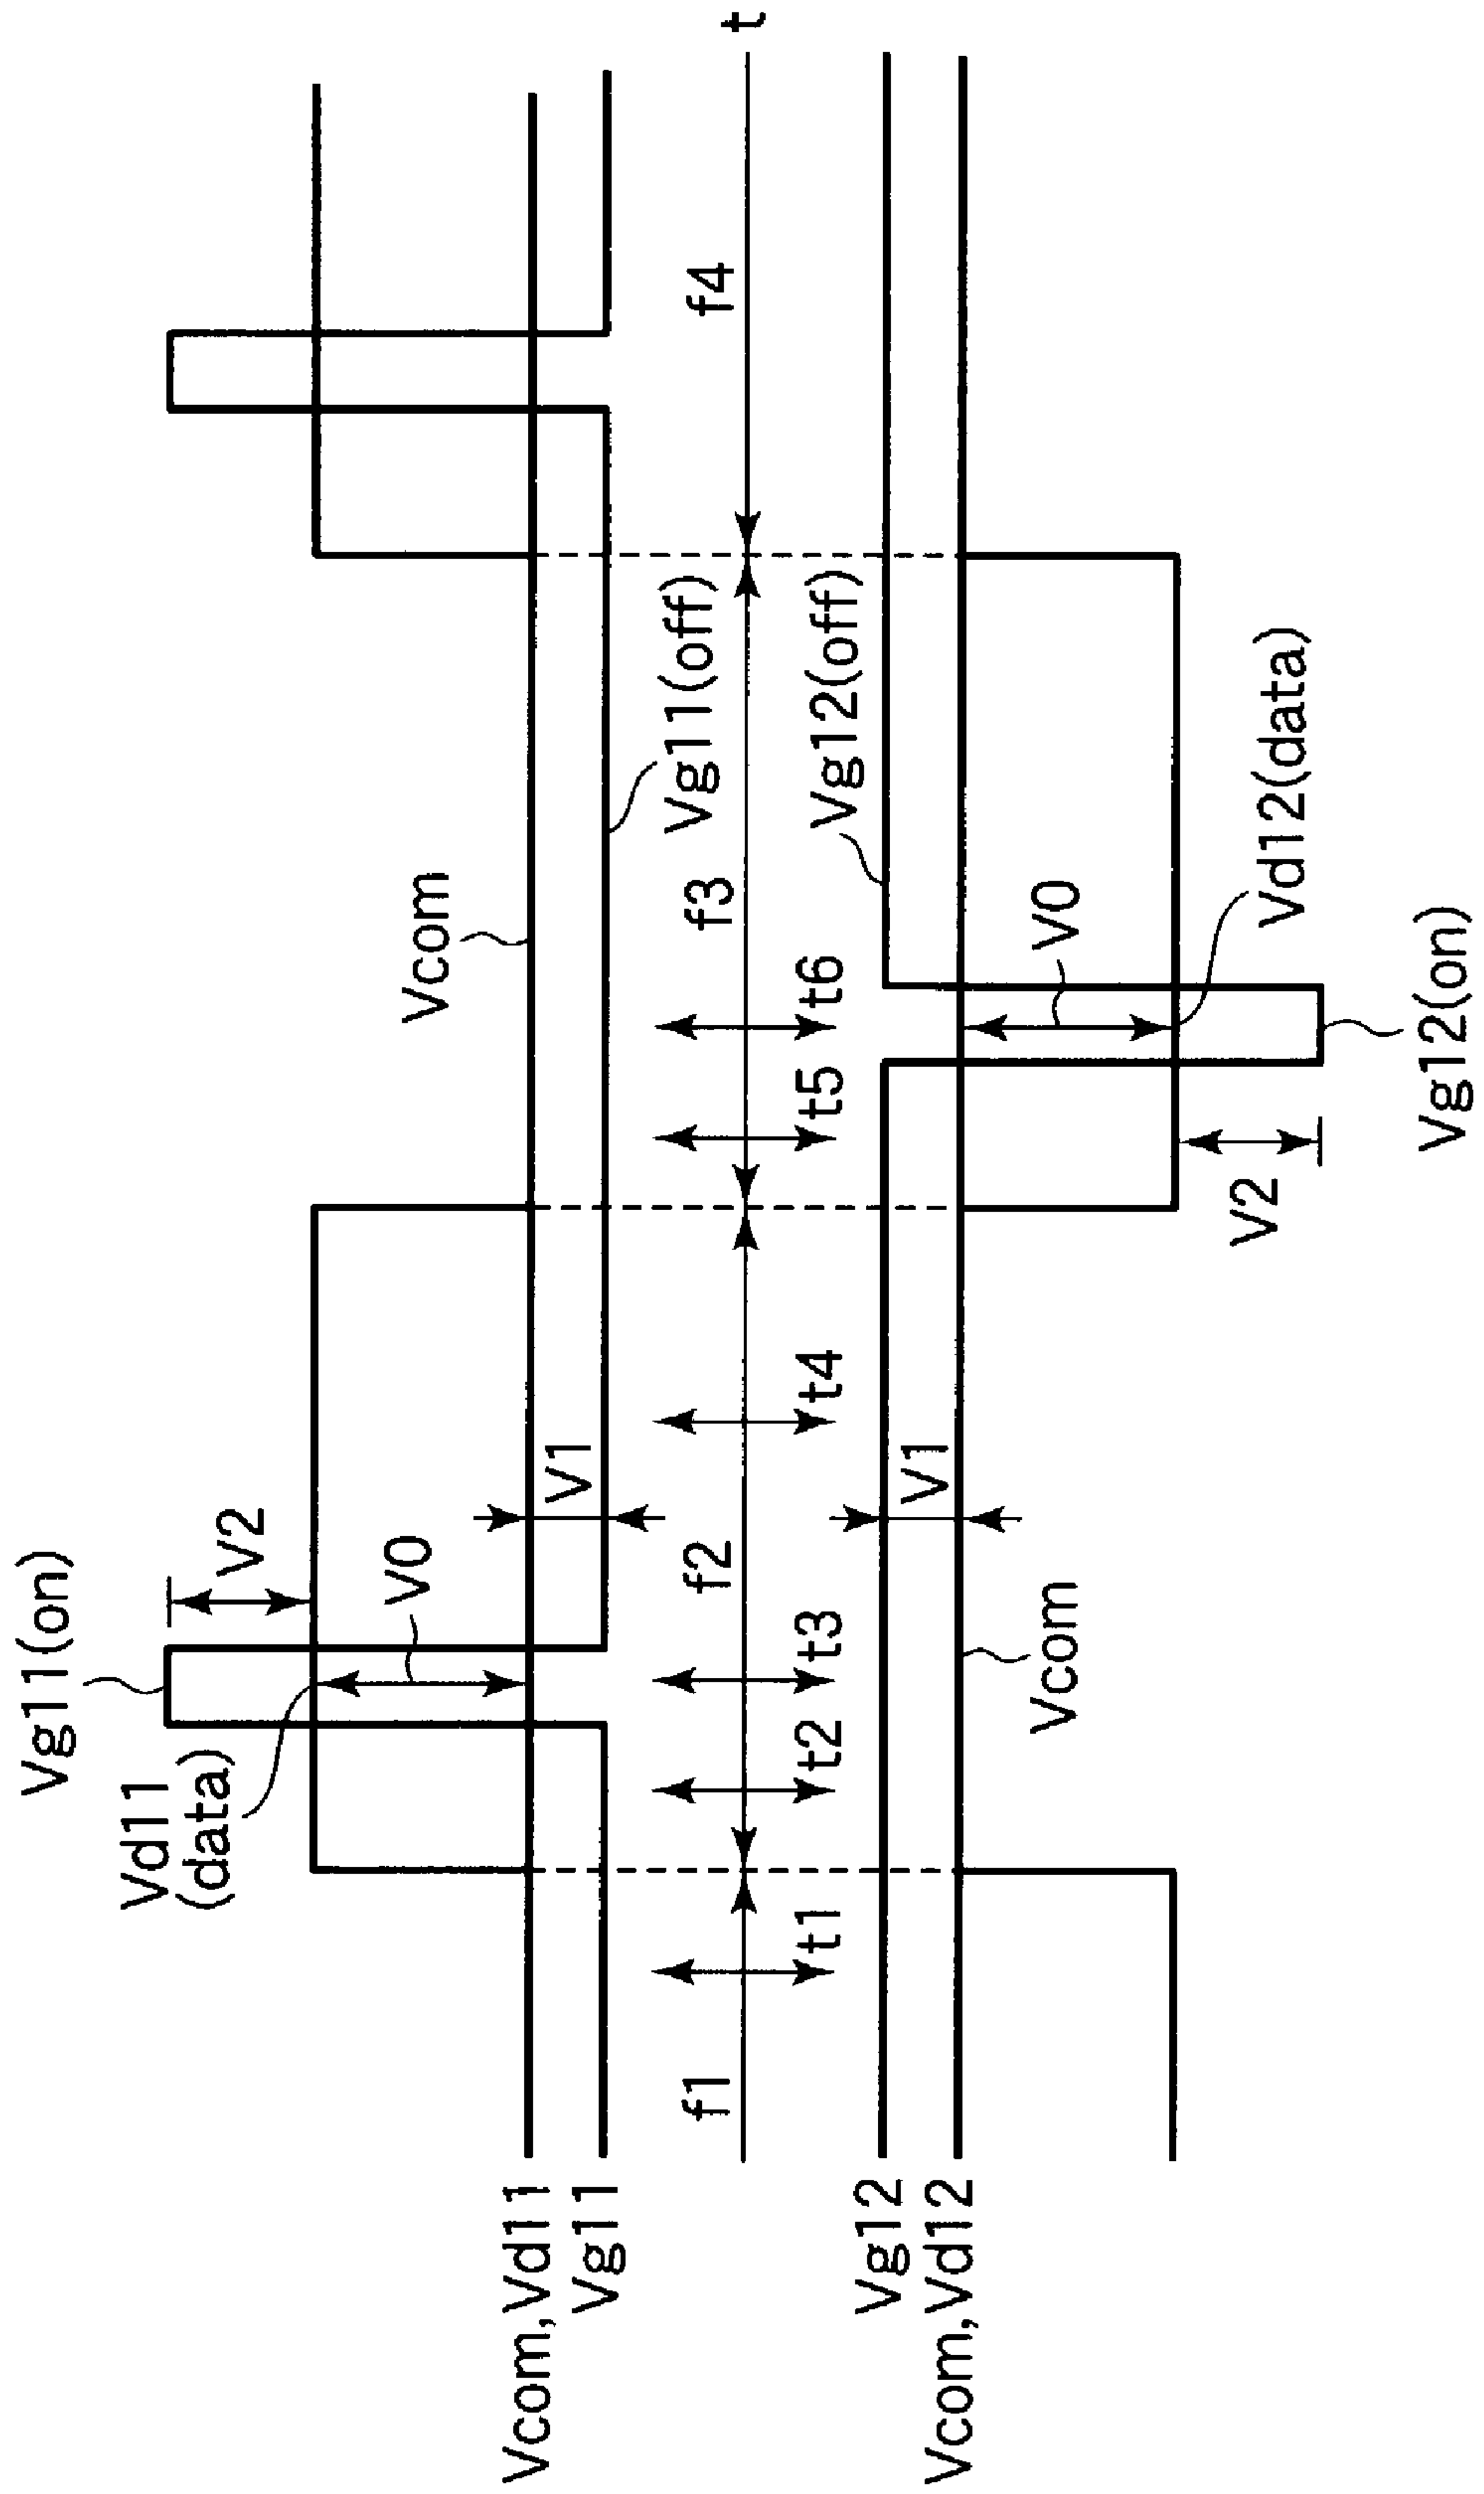 Vg11(on)
V2
Vd11
(data)
V0
Vcom
Vcom,Vd11
V1
Vg11
Vg11(off)
f1
f2
f3
f4
t
t1
t2
t3
t4
t5
t6
Vg12(off)
Vg12
V1
Vcom,Vd12
Vcom
V0
V2
Vd12(data)
Vg12(on)